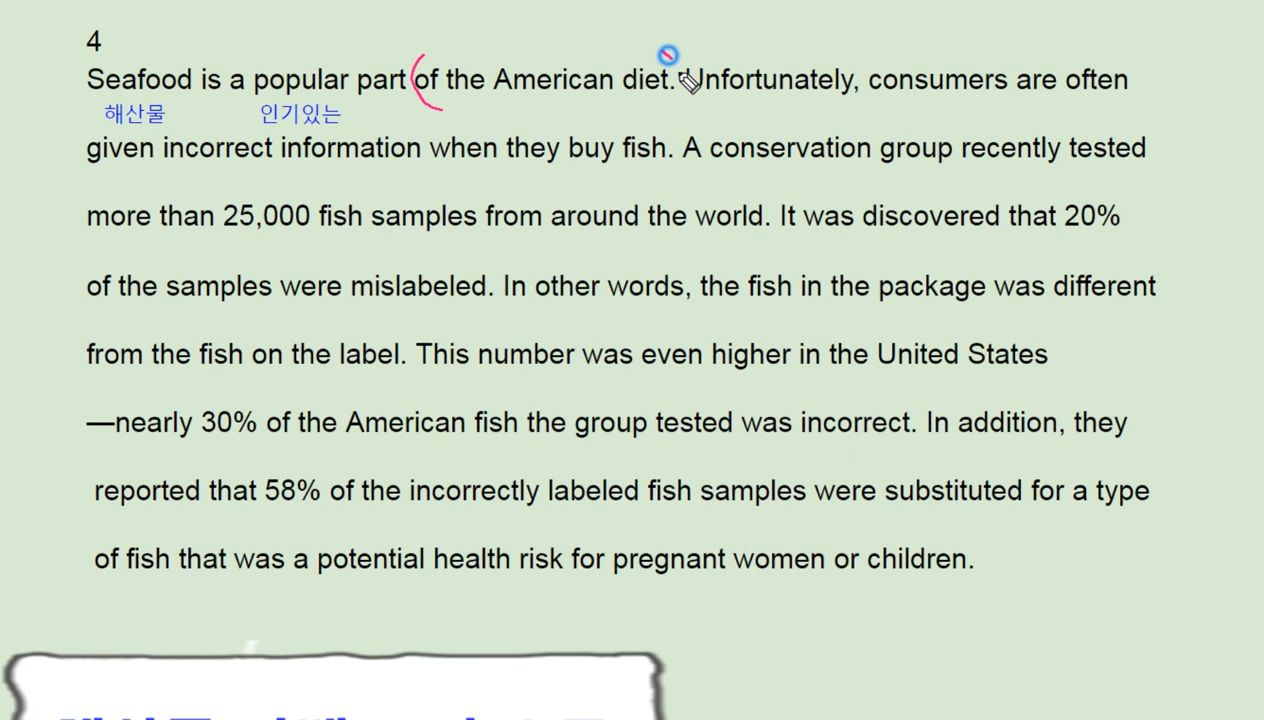 4
Seafood is a popular part of the American diet. Unfortunately, consumers are often
해산물 인기있는
given incorrect information when they buy fish. A conservation group recently tested
more than 25,000 fish samples from around the world. It was discovered that 20%
of the samples were mislabeled. In other words, the fish in the package was different
from the fish on the label. This number was even higher in the United States
—nearly 30% of the American fish the group tested was incorrect. In addition, they
reported that 58% of the incorrectly labeled fish samples were substituted for a type
of fish that was a potential health risk for pregnant women or children.